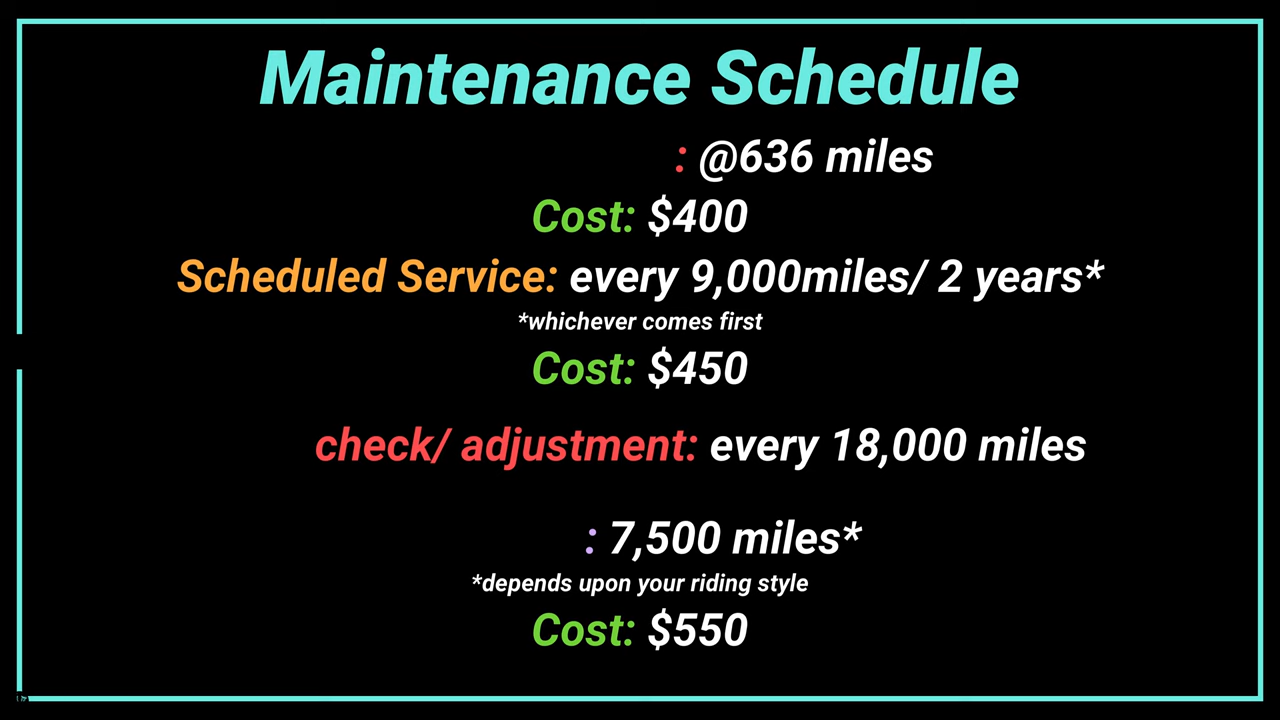 Maintenance Schedule
: @636 miles
Cost: $400
Scheduled Service: every 9,000miles/ 2 years*
*whichever comes first
Cost: $450
check/ adjustment: every 18,000 miles
: 7,500 miles*
*depends upon your riding style
Cost: $550